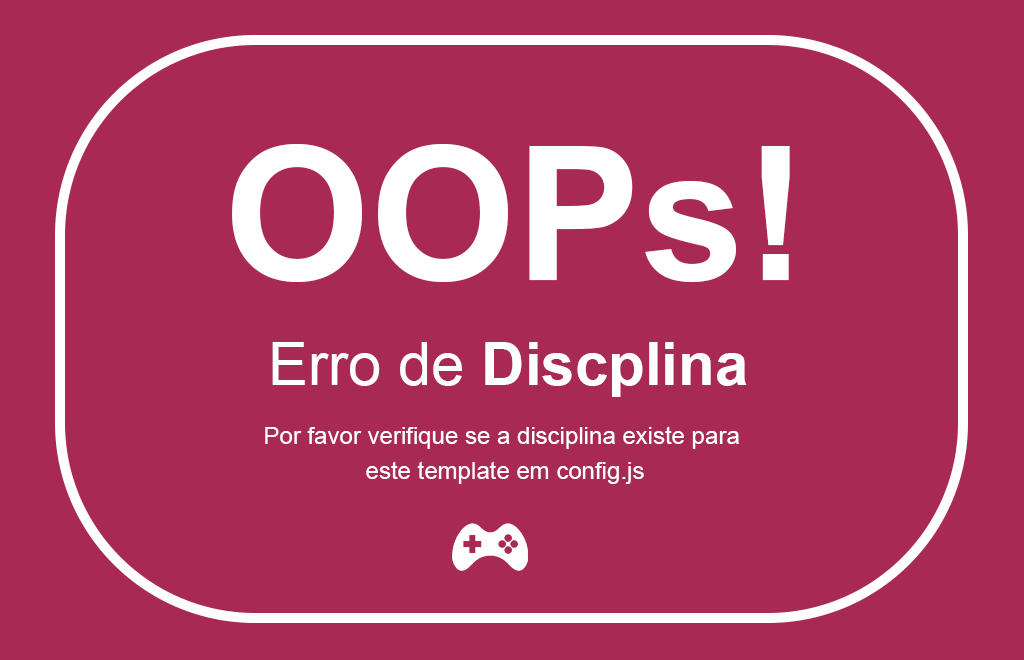 OOPs!
Erro de Discplina
Por favor verifique se a disciplina existe para
este template em config.js